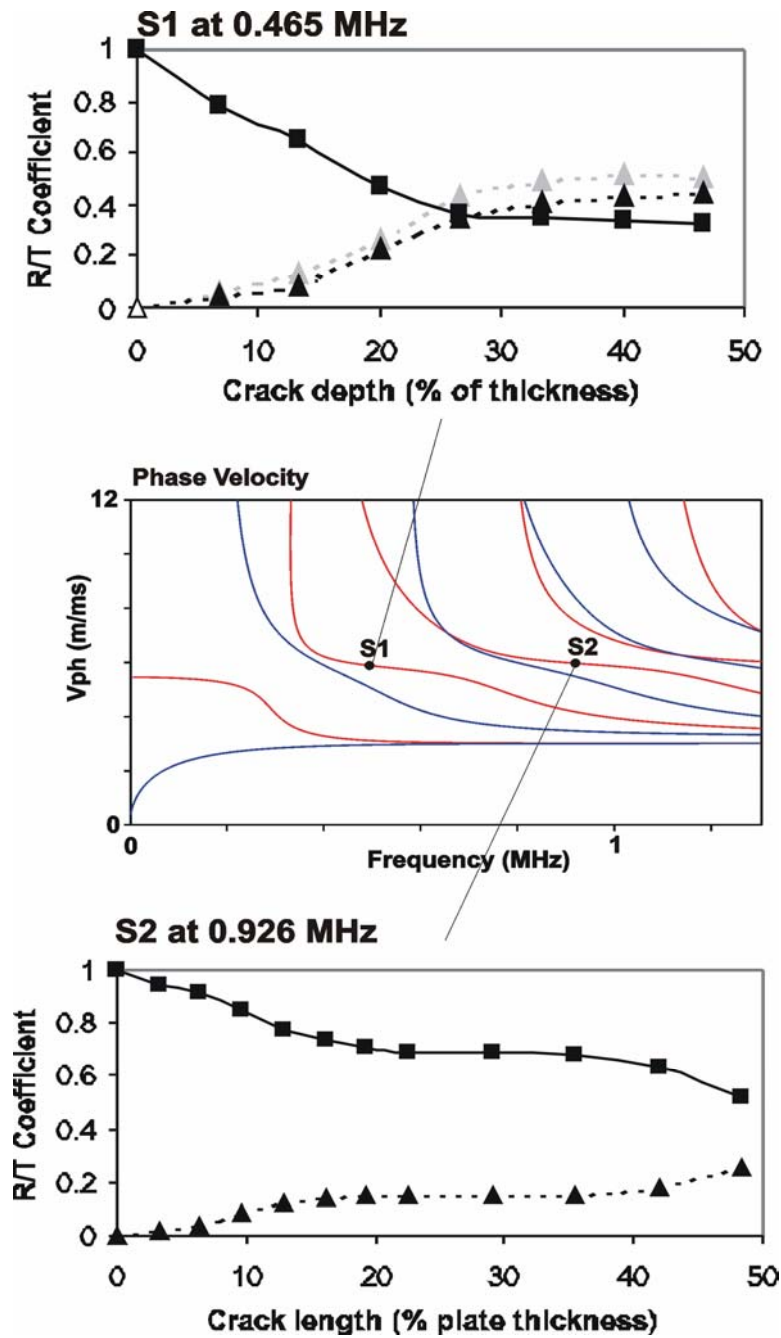 S1 at 0.465 MHz
R/T Coefficient
1
0.8
0.6
0.4
0.2
0
0 10 20 30 40 50
Crack depth (% of thickness)
Phase Velocity
12
Vph (m/ms)
S1 S2
0
0 1
Frequency (MHz)
S2 at 0.926 MHz
R/T Coefficient
1
0.8
0.6
0.4
0.2
0
0 10 20 30 40 50
Crack length (% plate thickness)